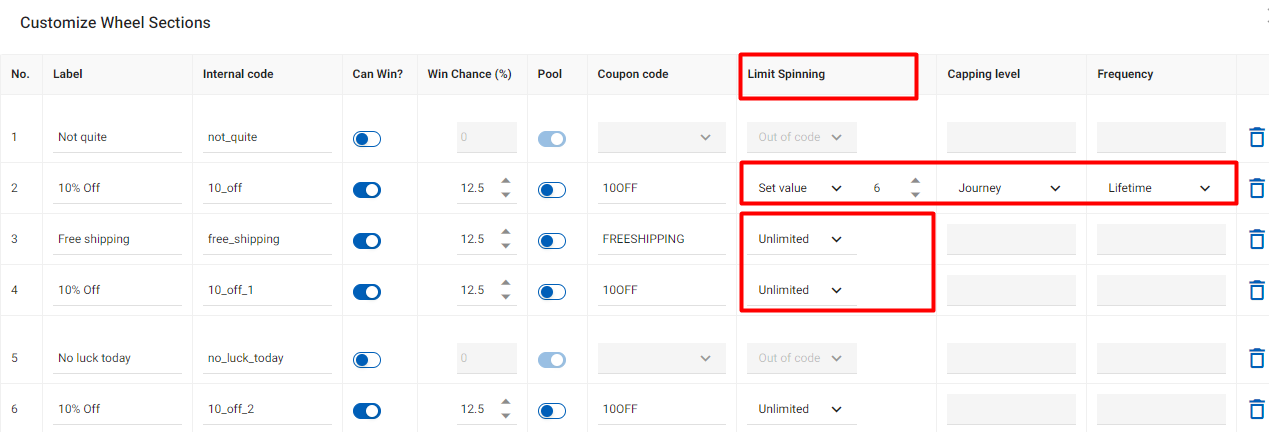 Customize Wheel Sections
No. Label Internal code Can Win? Win Chance (%) Pool Coupon code Limit Spinning Capping level Frequency
1 Not quite not_quite 0 Out of code
2 10% Off 10_off 12.5 10OFF Set value 6 Journey Lifetime
3 Free shipping free_shipping 12.5 FREESHIPPING Unlimited
4 10% Off 10_off_1 12.5 10OFF Unlimited
5 No luck today no_luck_today 0 Out of code
6 10% Off 10_off_2 12.5 10OFF Unlimited